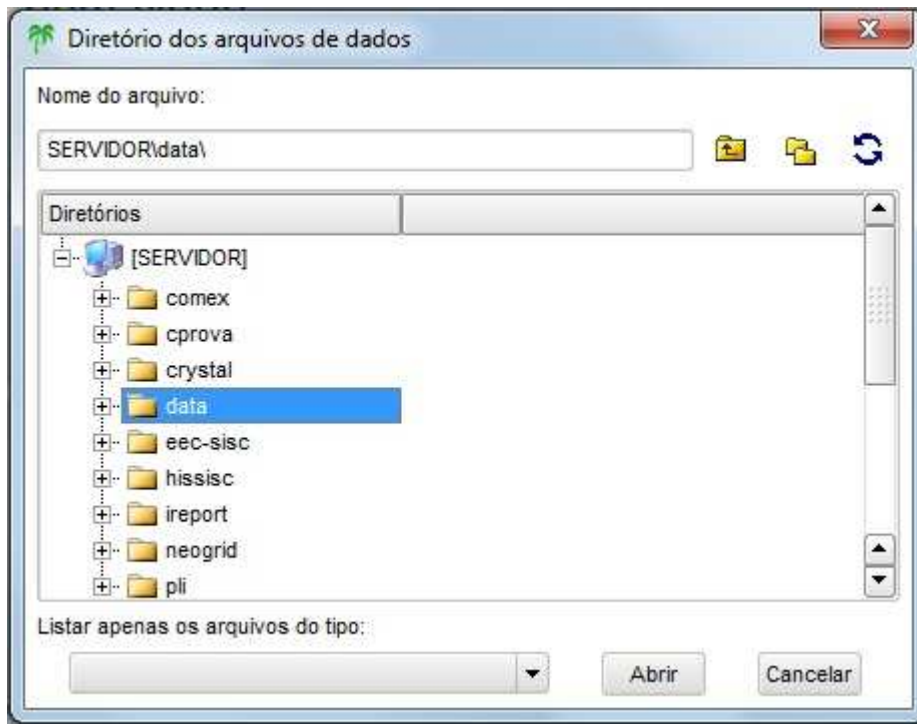 Diretório dos arquivos de dados
Nome do arquivo:
SERVIDOR\data\
Diretórios
[SERVIDOR]
comex
cprova
crystal
data
eec-sisc
hissisc
ireport
neogrid
pli
Listar apenas os arquivos do tipo:
Abrir
Cancelar